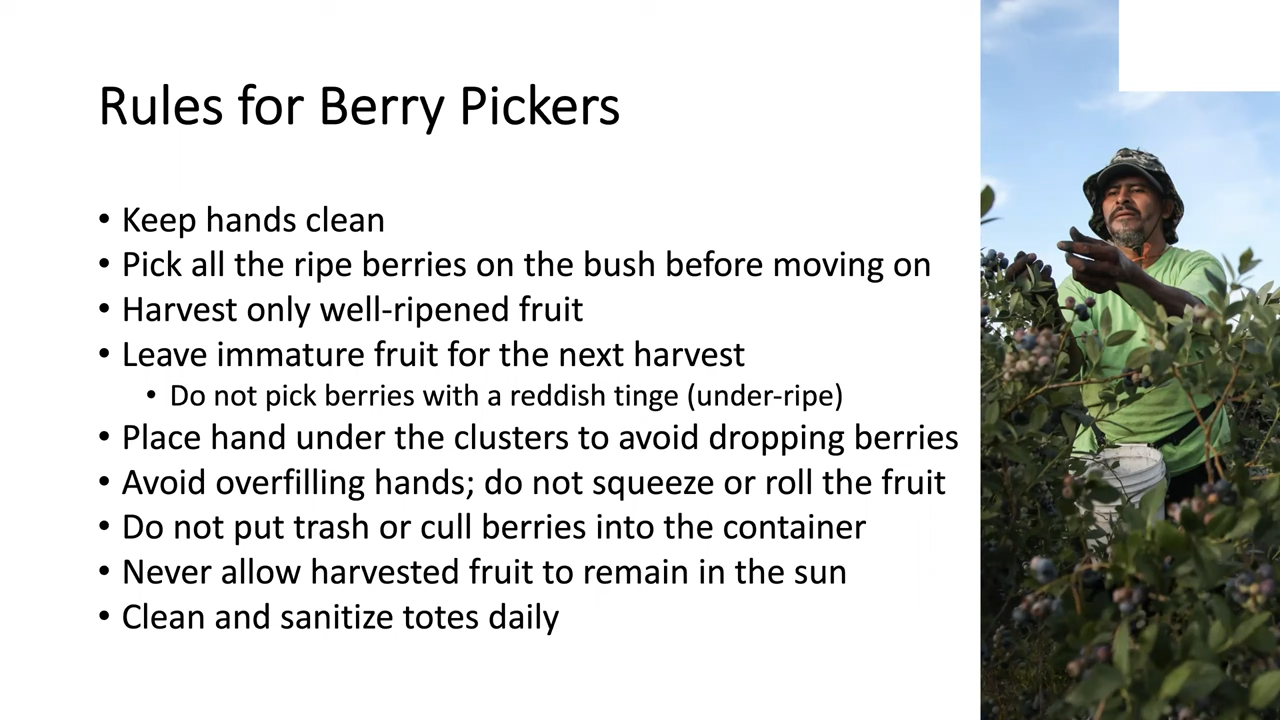 Rules for Berry Pickers
• Keep hands clean
• Pick all the ripe berries on the bush before moving on
• Harvest only well-ripened fruit
• Leave immature fruit for the next harvest
• Do not pick berries with a reddish tinge (under-ripe)
• Place hand under the clusters to avoid dropping berries
• Avoid overfilling hands; do not squeeze or roll the fruit
• Do not put trash or cull berries into the container
• Never allow harvested fruit to remain in the sun
• Clean and sanitize totes daily